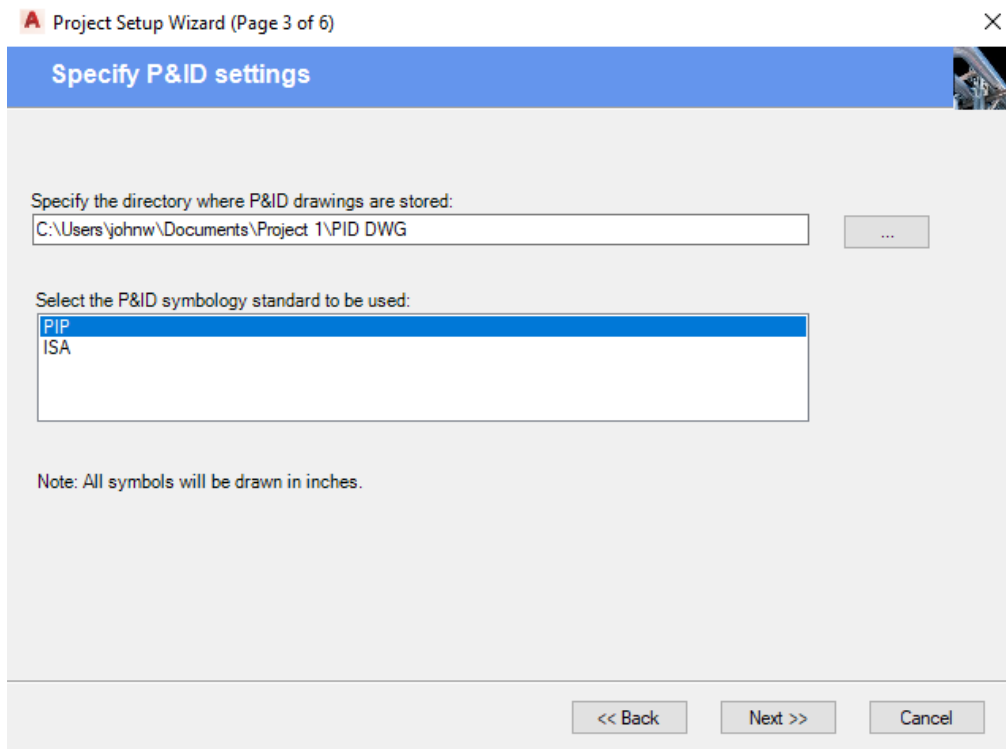 Project Setup Wizard (Page 3 of 6)
Specify P&ID settings
Specify the directory where P&ID drawings are stored:
C:\Users\johnw\Documents\Project 1\PID DWG
...
Select the P&ID symbology standard to be used:
PIP
ISA
Note: All symbols will be drawn in inches.
<< Back Next >> Cancel